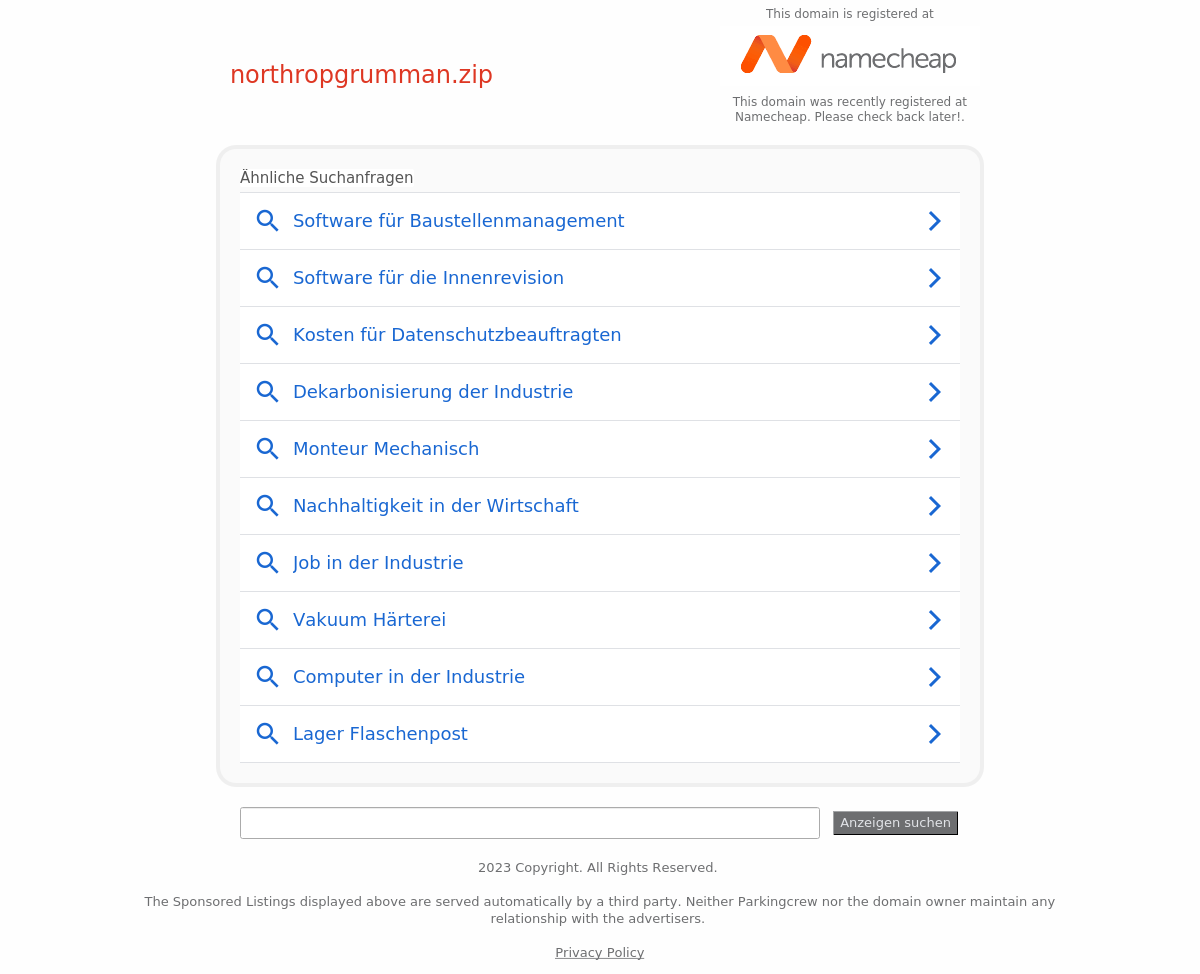 This domain is registered at
northropgrumman.zip
namecheap
This domain was recently registered at
Namecheap. Please check back later!.
Ähnliche Suchanfragen
Software für Baustellenmanagement
Software für die Innenrevision
Kosten für Datenschutzbeauftragten
Dekarbonisierung der Industrie
Monteur Mechanisch
Nachhaltigkeit in der Wirtschaft
Job in der Industrie
Vakuum Härterei
Computer in der Industrie
Lager Flaschenpost
Anzeigen suchen
2023 Copyright. All Rights Reserved.
The Sponsored Listings displayed above are served automatically by a third party. Neither Parkingcrew nor the domain owner maintain any
relationship with the advertisers.
Privacy Policy